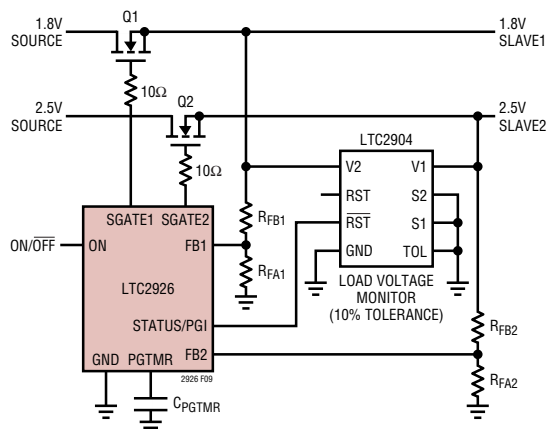 Q1
1.8V
SOURCE
1.8V
SLAVE1
10Ω
Q2
2.5V
SOURCE
2.5V
SLAVE2
10Ω
LTC2904
V2
V1
RST
S2
RST
S1
GND
TOL
LOAD VOLTAGE
MONITOR
(10% TOLERANCE)
SGATE1
SGATE2
RFB1
ON/OFF
ON
FB1
RFA1
LTC2926
STATUS/PGI
FB2
GND
PGTMR
2926 F09
RFB2
RFA2
CPGTMR